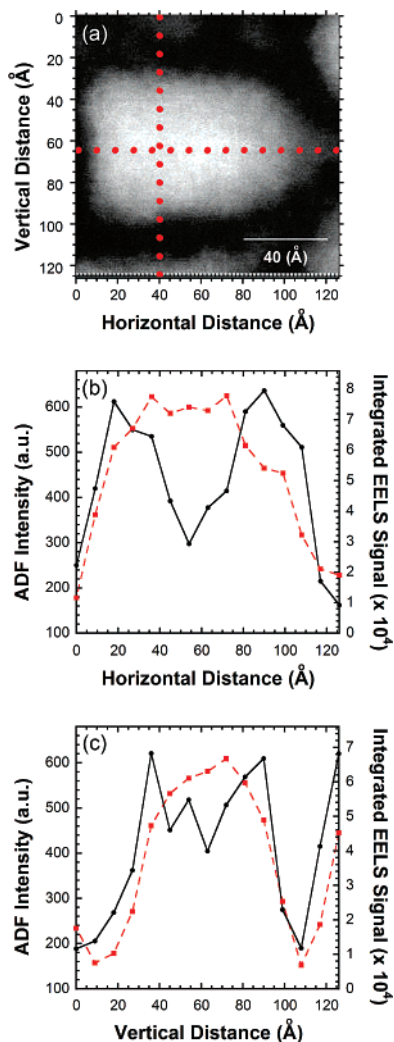 (a)
0
20
40
60
80
100
120
Vertical Distance (Å)
40 (Å)
0 20 40 60 80 100 120
Horizontal Distance (Å)
(b)
600
500
400
300
200
100
ADF Intensity (a.u.)
8
7
6
5
4
3
2
1
0
Integrated EELS Signal (x 10⁴)
0 20 40 60 80 100 120
Horizontal Distance (Å)
(c)
600
500
400
300
200
100
ADF Intensity (a.u.)
7
6
5
4
3
2
1
0
Integrated EELS Signal (x 10⁴)
0 20 40 60 80 100 120
Vertical Distance (Å)